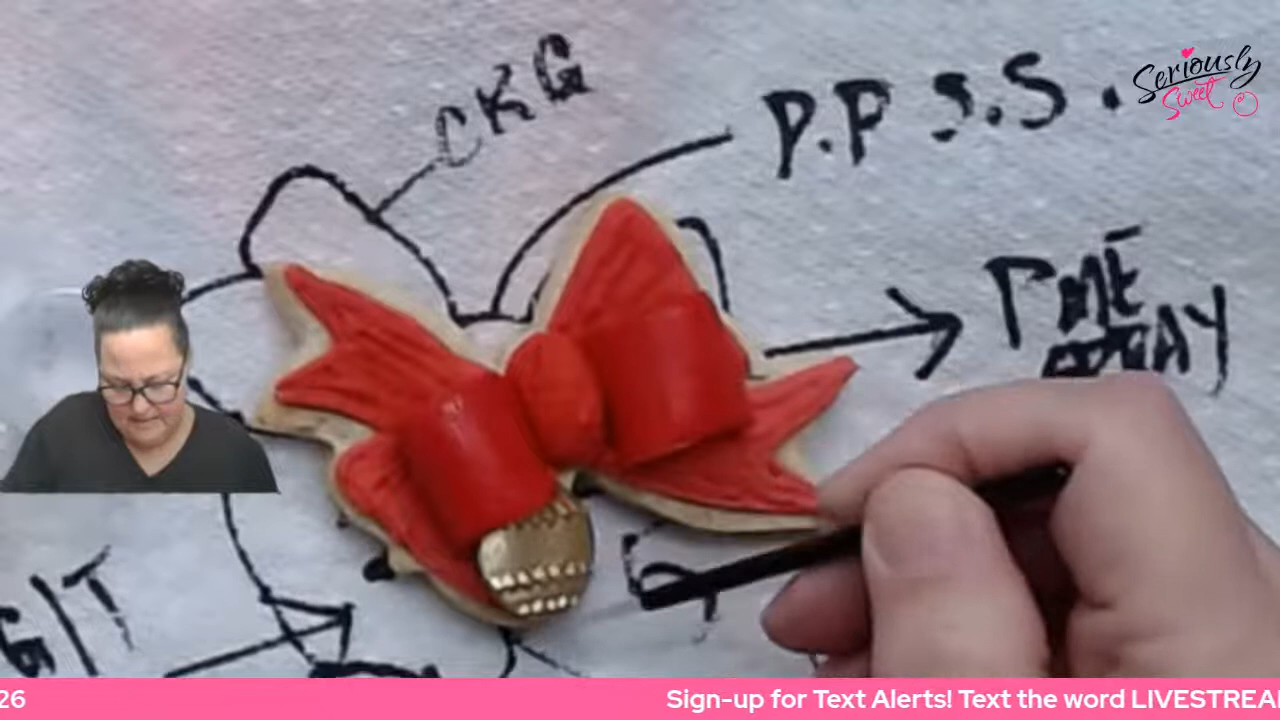 CKG
P.P S.S.
Seriously
Sweet
G/T
26
Sign-up for Text Alerts! Text the word LIVESTREA